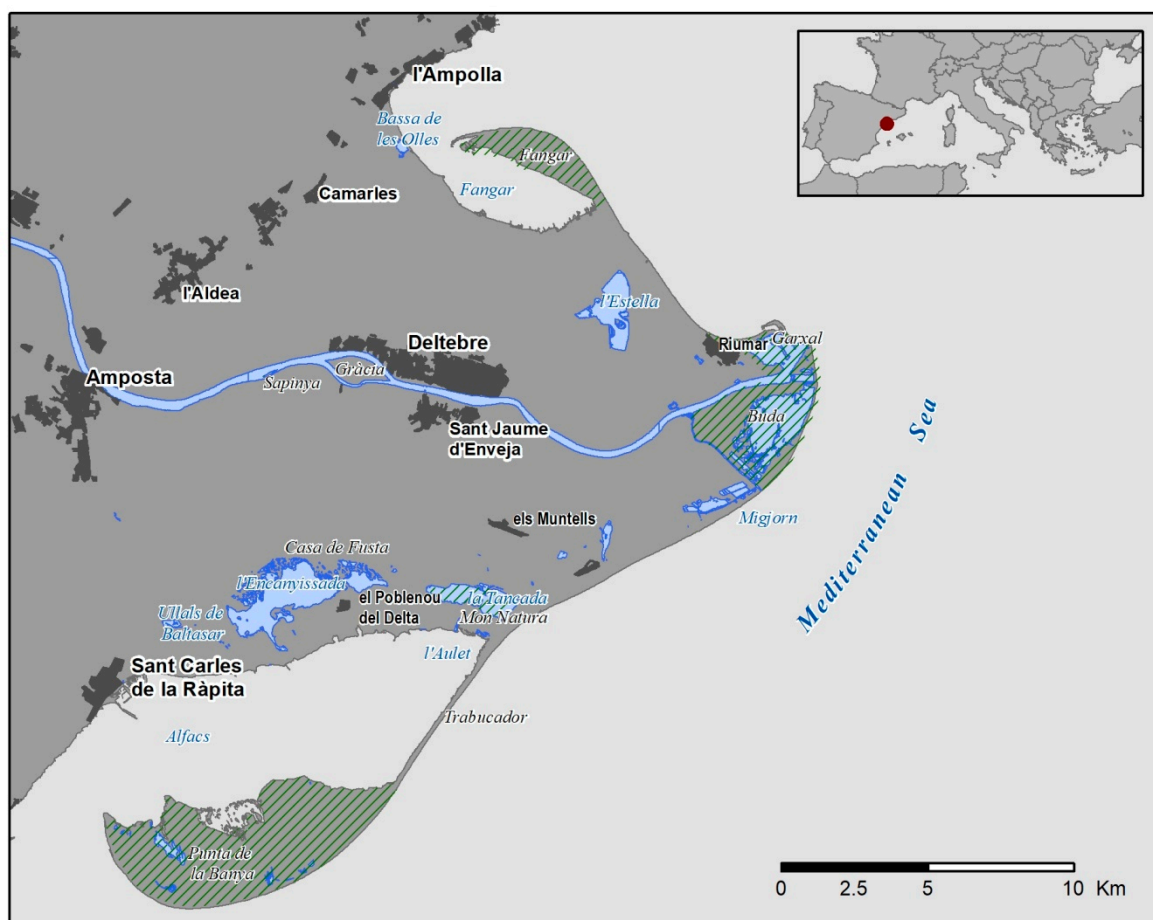 l'Ampolla
Bassa de
les Olles
Fangar
Fangar
Camarles
l'Aldea
l'Estella
Deltebre
Riumar
Garxal
Gràcia
Amposta
Sapinya
Buda
Sant Jaume
d'Enveja
Mediterranean Sea
Migjorn
els Muntells
Casa de Fusta
l'Encanyissada
el Poblenou
del Delta
la Tancada
Mon Natura
Ullals de
Baltasar
l'Aulet
Sant Carles
de la Ràpita
Trabucador
Alfacs
Punta de
la Banya
0 2.5 5 10 Km